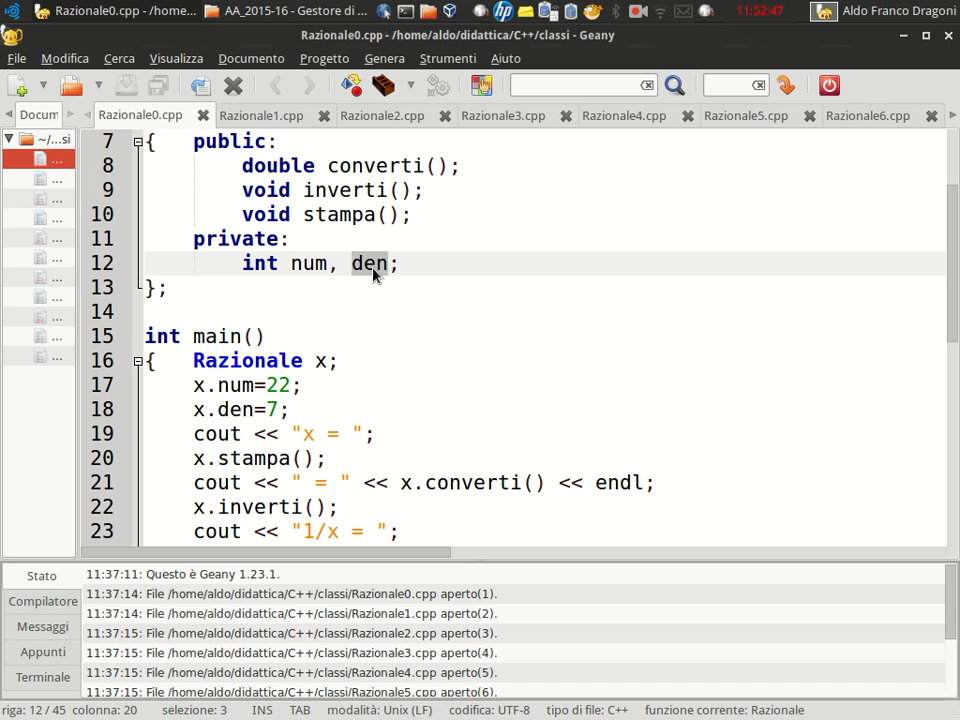 Razionale0.cpp - /home... AA_2015-16 - Gestore di ... 11:52:47 Aldo Franco Dragoni
Razionale0.cpp - /home/aldo/didattica/C++/classi - Geany
File Modifica Cerca Visualizza Documento Progetto Genera Strumenti Aiuto
Docum Razionale0.cpp Razionale1.cpp Razionale2.cpp Razionale3.cpp Razionale4.cpp Razionale5.cpp Razionale6.cpp
~/...si
...
...
...
...
...
...
...
...
...
...
...
7 { public:
8 double converti();
9 void inverti();
10 void stampa();
11 private:
12 int num, den;
13 };
14
15 int main()
16 { Razionale x;
17 x.num=22;
18 x.den=7;
19 cout << "x = ";
20 x.stampa();
21 cout << " = " << x.converti() << endl;
22 x.inverti();
23 cout << "1/x = ";
Stato
Compilatore
Messaggi
Appunti
Terminale
11:37:11: Questo è Geany 1.23.1.
11:37:14: File /home/aldo/didattica/C++/classi/Razionale0.cpp aperto(1).
11:37:14: File /home/aldo/didattica/C++/classi/Razionale1.cpp aperto(2).
11:37:15: File /home/aldo/didattica/C++/classi/Razionale2.cpp aperto(3).
11:37:15: File /home/aldo/didattica/C++/classi/Razionale3.cpp aperto(4).
11:37:15: File /home/aldo/didattica/C++/classi/Razionale4.cpp aperto(5).
11:37:15: File /home/aldo/didattica/C++/classi/Razionale5.cpp aperto(6).
riga: 12 / 45 colonna: 20 selezione: 3 INS TAB modalità: Unix (LF) codifica: UTF-8 tipo di file: C++ funzione corrente: Razionale